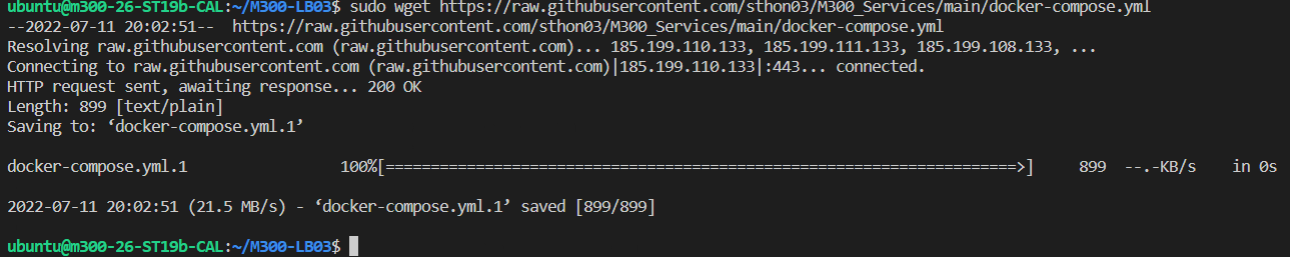 ubuntu@m300-26-ST19b-CAL:~/M300-LB03$ sudo wget https://raw.githubusercontent.com/sthon03/M300_Services/main/docker-compose.yml
--2022-07-11 20:02:51--  https://raw.githubusercontent.com/sthon03/M300_Services/main/docker-compose.yml
Resolving raw.githubusercontent.com (raw.githubusercontent.com)... 185.199.110.133, 185.199.111.133, 185.199.108.133, ...
Connecting to raw.githubusercontent.com (raw.githubusercontent.com)|185.199.110.133|:443... connected.
HTTP request sent, awaiting response... 200 OK
Length: 899 [text/plain]
Saving to: ‘docker-compose.yml.1’
docker-compose.yml.1 100%[======================================================================>] 899 --.-KB/s in 0s
2022-07-11 20:02:51 (21.5 MB/s) - ‘docker-compose.yml.1’ saved [899/899]
ubuntu@m300-26-ST19b-CAL:~/M300-LB03$